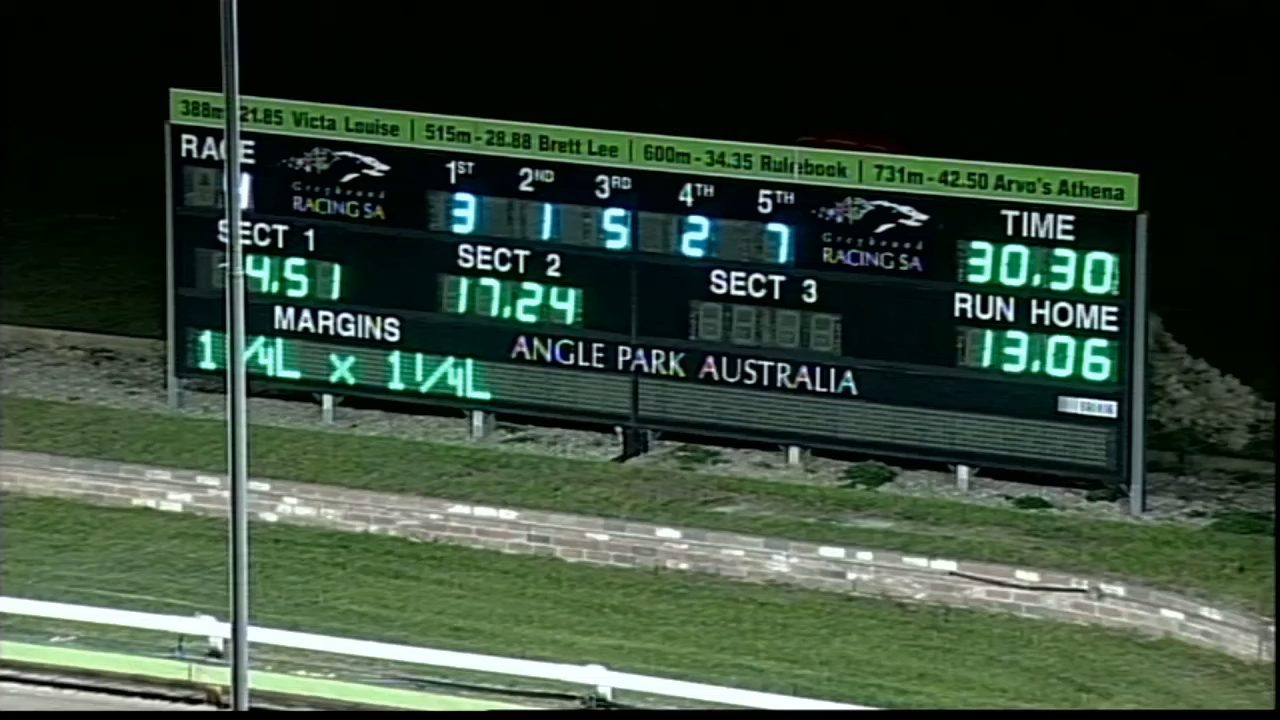 388m - 21.85 Victa Louise | 515m - 28.88 Brett Lee | 600m - 34.35 Rulebook | 731m - 42.50 Arvo's Athena
RACE 1ST 2ND 3RD 4TH 5TH TIME
Greyhound RACING SA
3 1 5 2 7
Greyhound RACING SA
30.30
SECT 1 SECT 2 SECT 3 RUN HOME
4.51 17.24 13.06
MARGINS
1 1/4L x 1 1/4L
ANGLE PARK AUSTRALIA